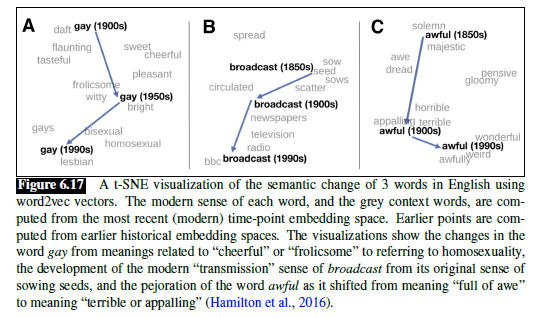 A
daft gay (1900s)
flaunting sweet
tasteful cheerful
pleasant
frolicsome
witty gay (1950s)
bright
gays bisexual
homosexual
gay (1990s)
lesbian
B
spread
broadcast (1850s) sow
seed
sows
circulated scatter
broadcast (1900s)
newspapers
television
radio
bbc broadcast (1990s)
C
solemn
awful (1850s)
majestic
awe
dread pensive
gloomy
horrible
appalling terrible
awful (1900s) wonderful
awful (1990s)
weird
awfully
Figure 6.17 A t-SNE visualization of the semantic change of 3 words in English using
word2vec vectors. The modern sense of each word, and the grey context words, are com-
puted from the most recent (modern) time-point embedding space. Earlier points are com-
puted from earlier historical embedding spaces. The visualizations show the changes in the
word gay from meanings related to “cheerful” or “frolicsome” to referring to homosexuality,
the development of the modern “transmission” sense of broadcast from its original sense of
sowing seeds, and the pejoration of the word awful as it shifted from meaning “full of awe”
to meaning “terrible or appalling” (Hamilton et al., 2016).